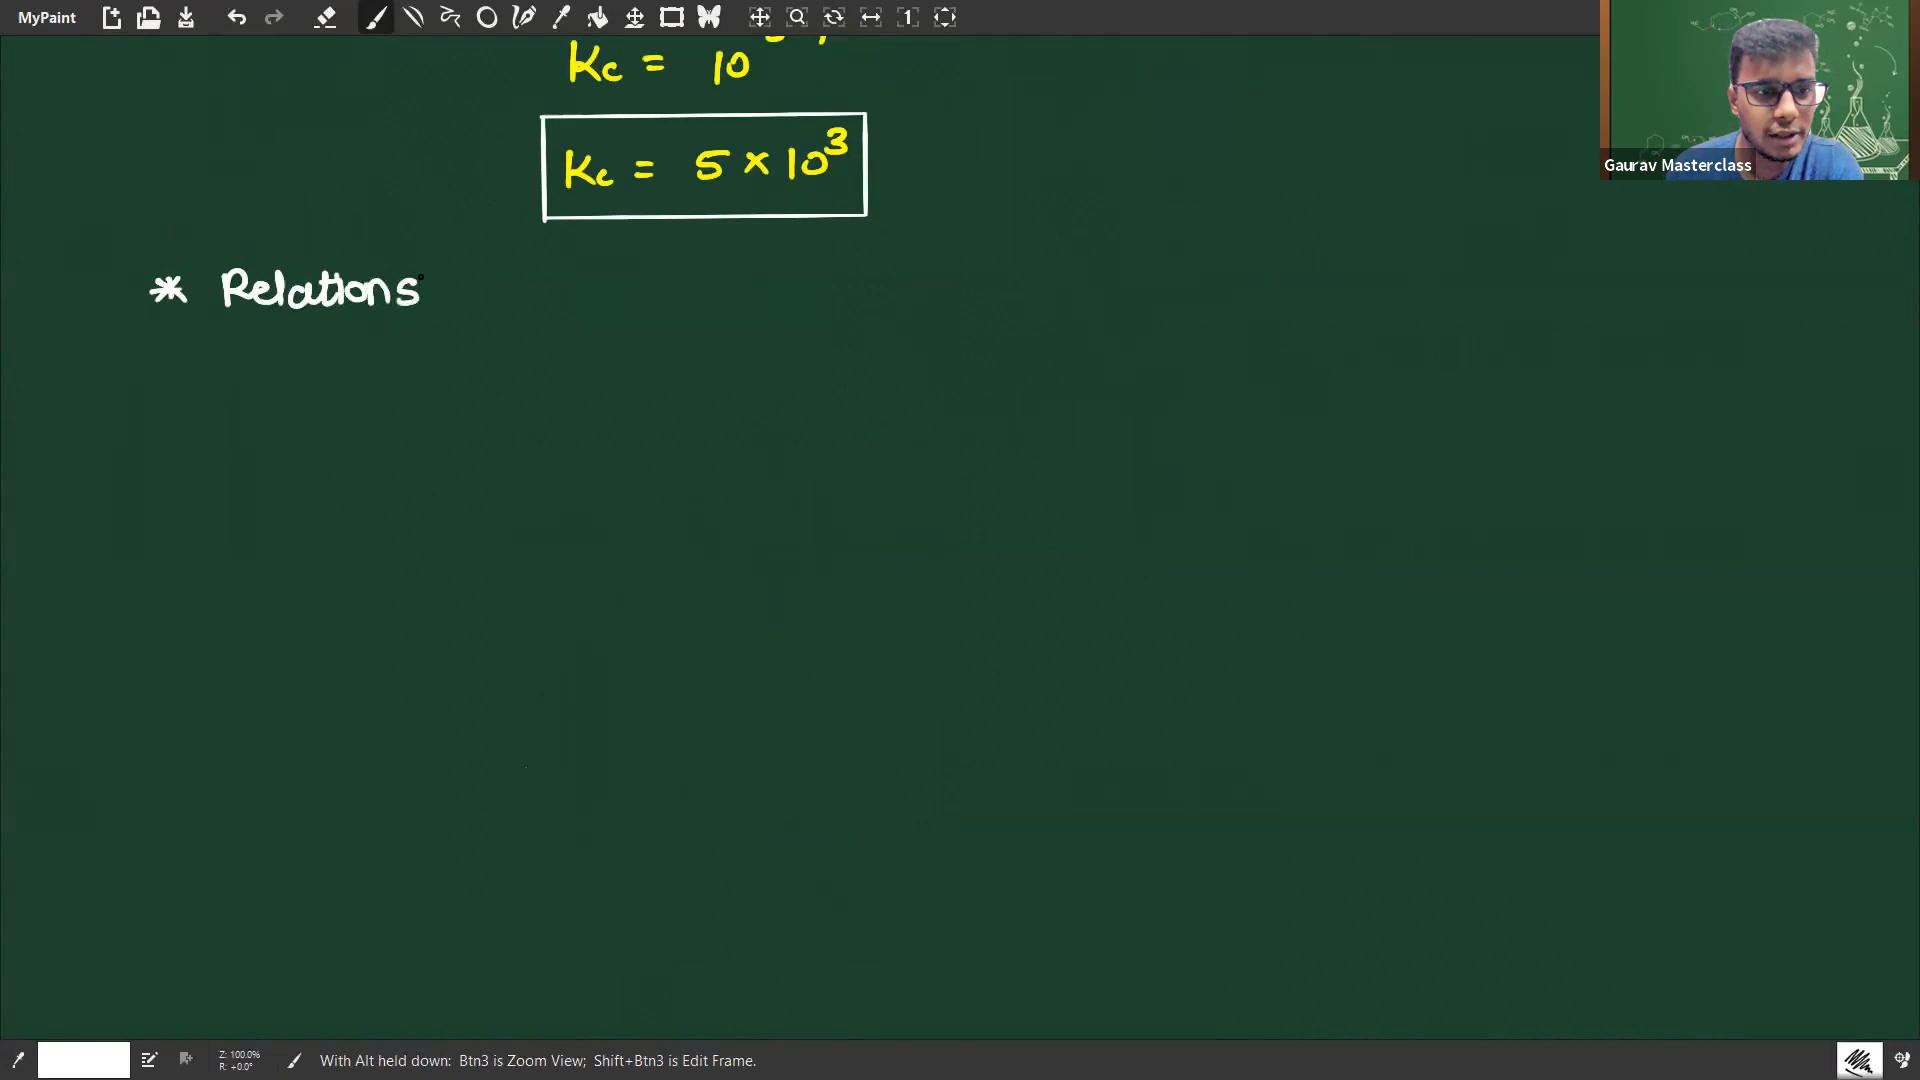 MyPaint
Kc = 10
Kc = 5 × 10³
Gaurav Masterclass
* Relations
Z: 100.0%
R: +0.0°
With Alt held down: Btn3 is Zoom View; Shift+Btn3 is Edit Frame.